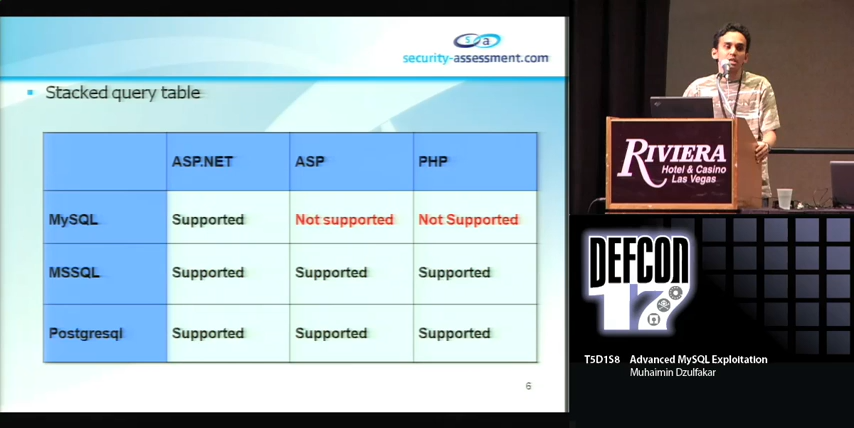 sa
security-assessment.com
Stacked query table
ASP.NET ASP PHP
MySQL Supported Not supported Not Supported
MSSQL Supported Supported Supported
Postgresql Supported Supported Supported
6
RIVIERA
Hotel & Casino
Las Vegas
DEFCON
17
T5D1S8 Advanced MySQL Exploitation
Muhaimin Dzulfakar